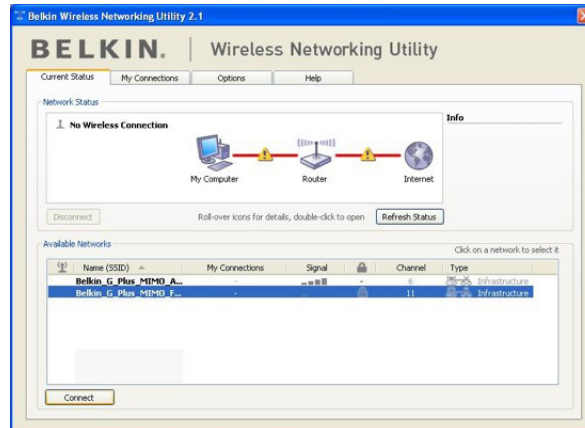 Belkin Wireless Networking Utility 2.1
BELKIN. | Wireless Networking Utility
Current Status My Connections Options Help
Network Status
No Wireless Connection
Info
My Computer Router Internet
Disconnect Roll-over icons for details, double-click to open Refresh Status
Available Networks
Click on a network to select it
Name (SSID) My Connections Signal Channel Type
Belkin_G_Plus_MIMO_A... - 6 Infrastructure
Belkin_G_Plus_MIMO_F... - 11 Infrastructure
Connect